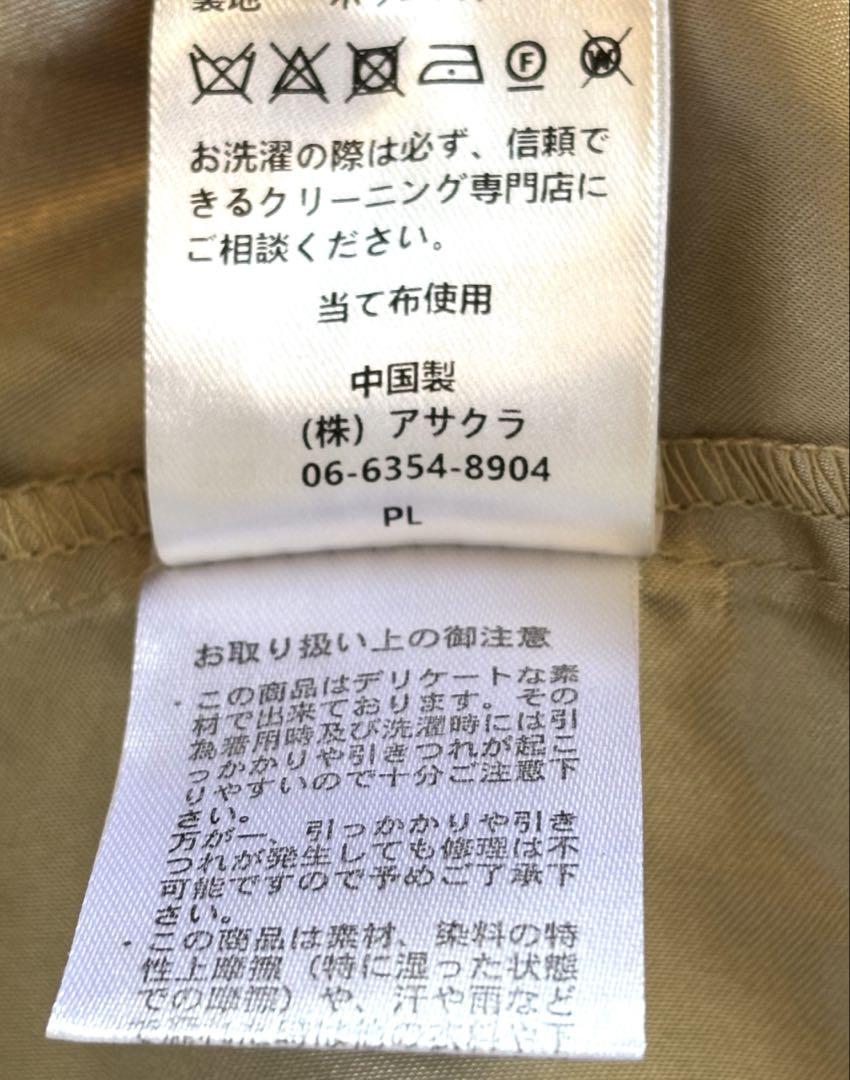 裏地
F
W
お洗濯の際は必ず、信頼で
きるクリーニング専門店に
ご相談ください。
当て布使用
中国製
(株) アサクラ
06-6354-8904
PL
お取り扱い上の御注意
・この商品はデリケートな素
材で出来ております。その
為着用時及び洗濯時には引
っかかりや引きつれが起こ
りやすいので十分ご注意下
さい。
万が一、引っかかりや引き
つれが発生しても修理は不
可能ですので予めご了承下
さい。
・この商品は素材、染料の特
性上摩擦（特に湿った状態
での摩擦）や、汗や雨など